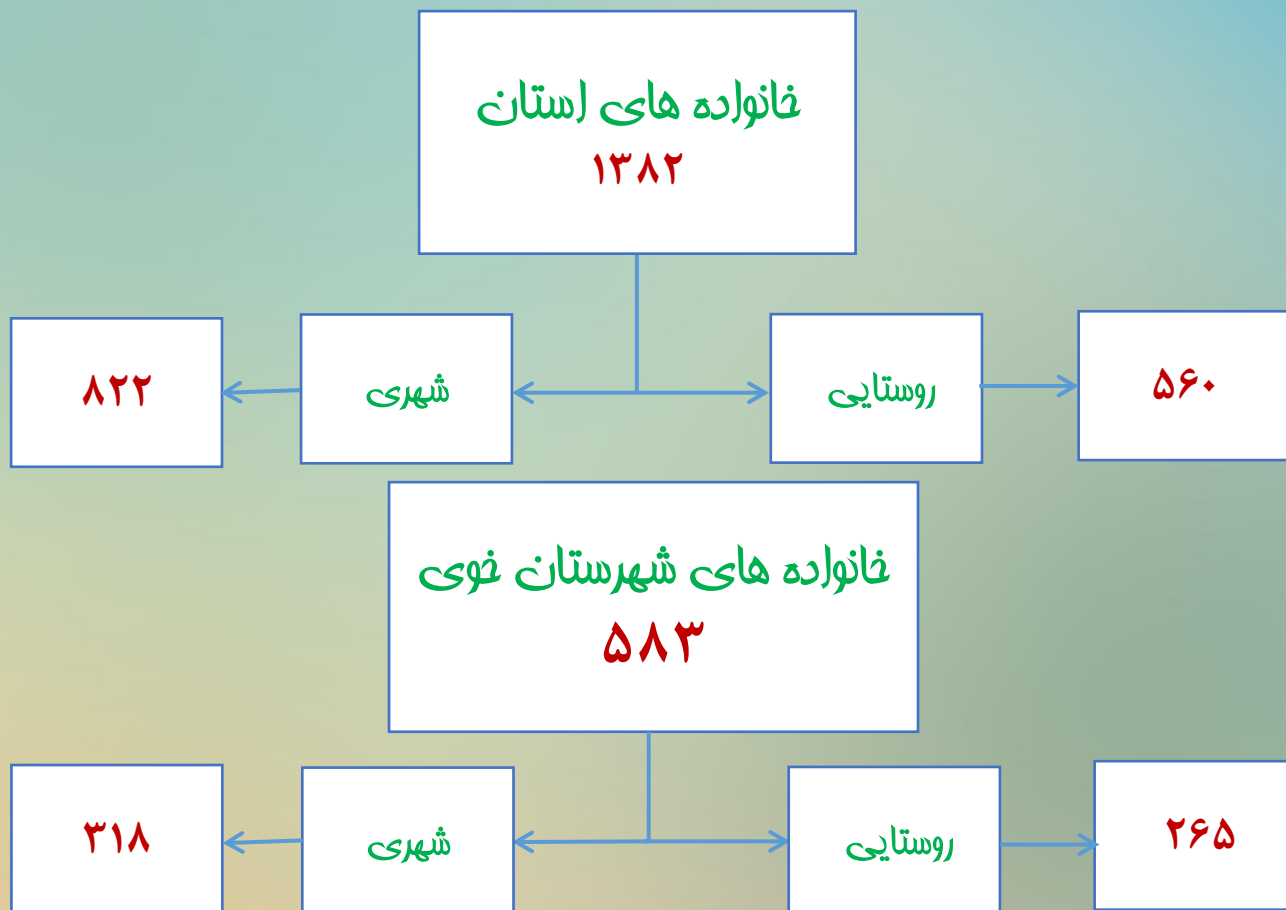 خانواده های استان
۱۳۸۲
۵۶۰
روستایی
شهری
۸۲۲
خانواده های شهرستان خوی
۵۸۳
۲۶۵
روستایی
شهری
۳۱۸